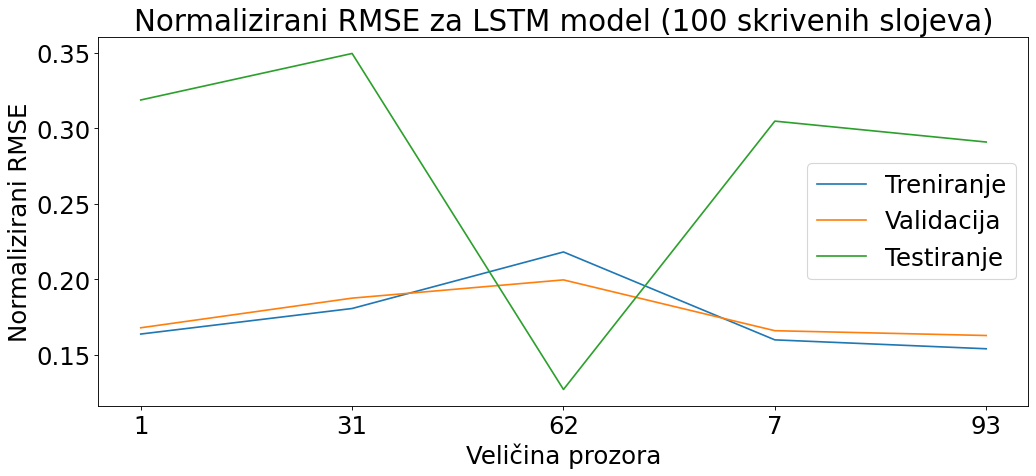 Normalizirani RMSE za LSTM model (100 skrivenih slojeva)
Normalizirani RMSE
0.35
0.30
0.25
0.20
0.15
Treniranje
Validacija
Testiranje
1 31 62 7 93
Veličina prozora